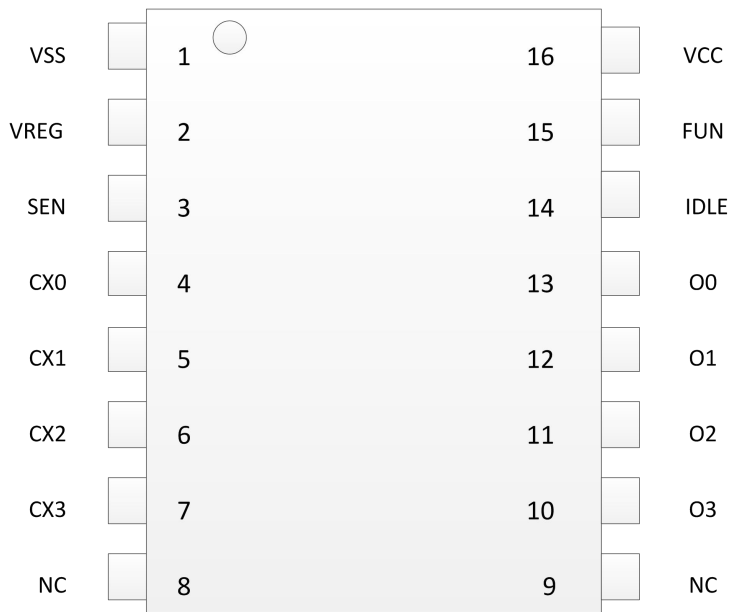 VSS 1 16 VCC
VREG 2 15 FUN
SEN 3 14 IDLE
CX0 4 13 O0
CX1 5 12 O1
CX2 6 11 O2
CX3 7 10 O3
NC 8 9 NC